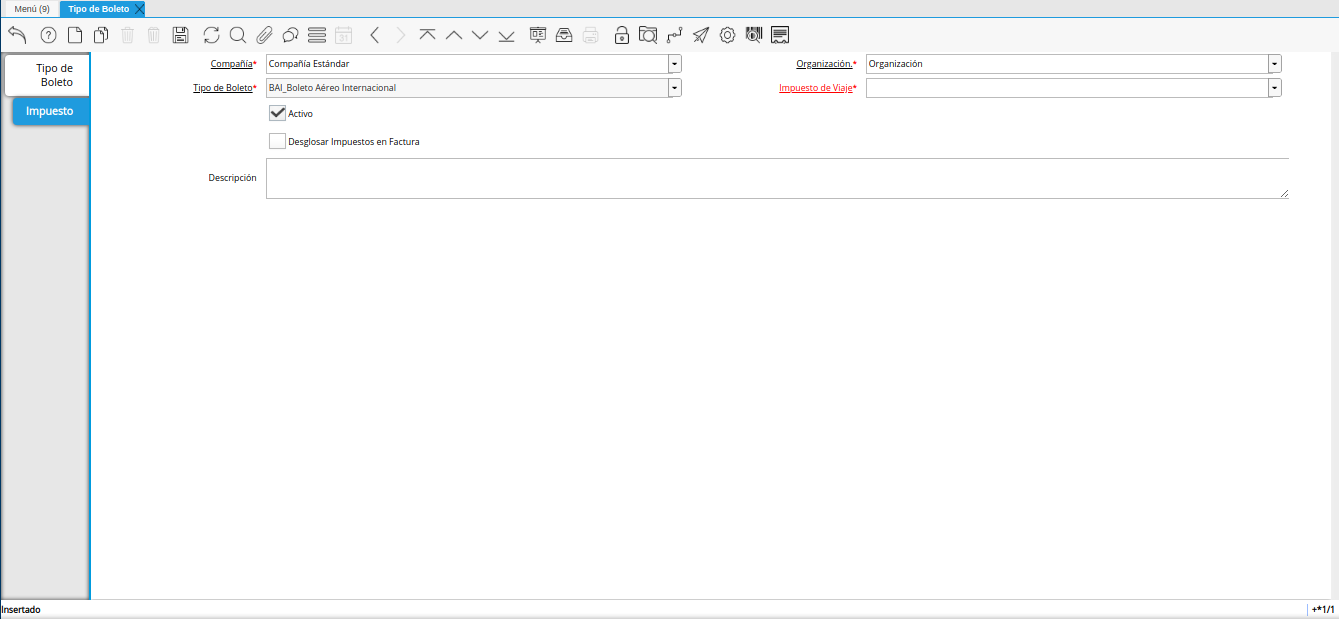 Menú (9) Tipo de Boleto
Tipo de
Boleto
Impuesto
Compañía* Compañía Estándar Organización.* Organización
Tipo de Boleto* BAI_Boleto Aéreo Internacional Impuesto de Viaje*
Activo
Desglosar Impuestos en Factura
Descripción
Insertado +*1/1